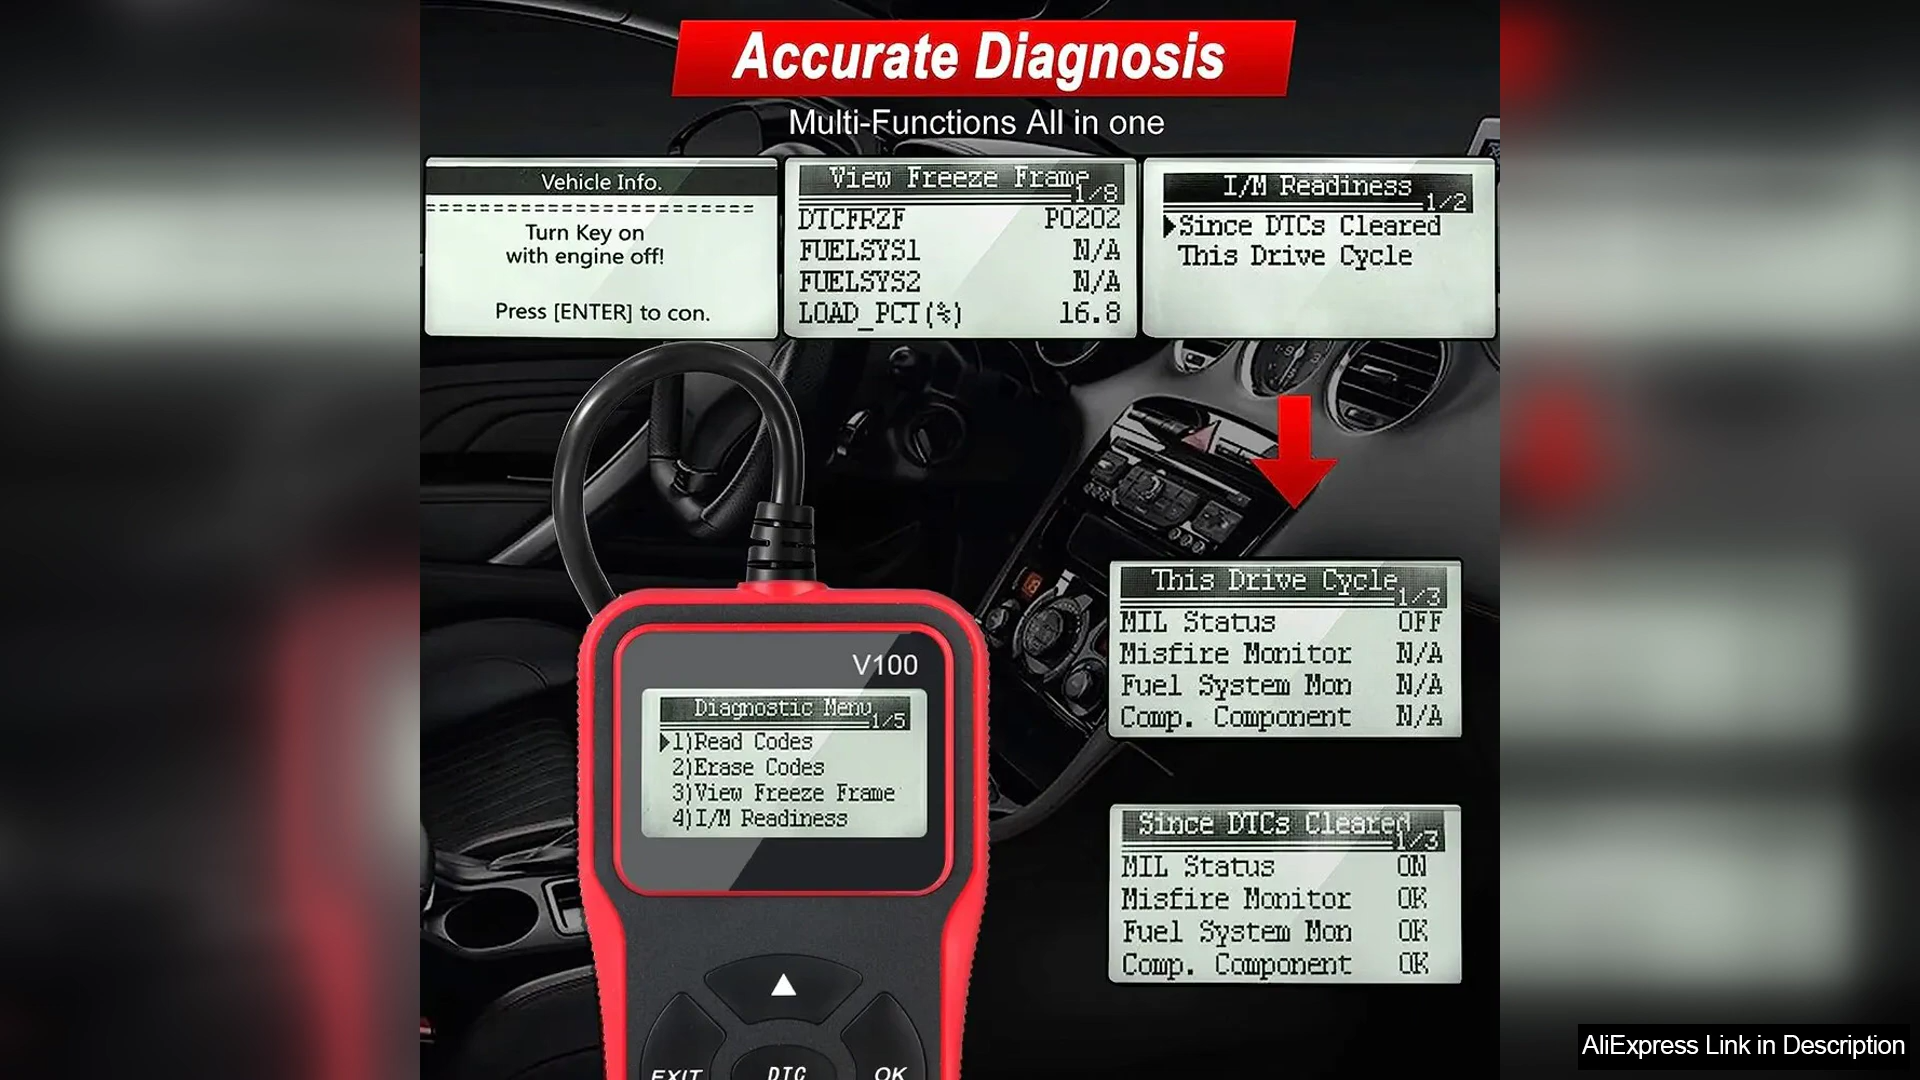 Accurate Diagnosis
Multi-Functions All in one
Vehicle Info.
Turn Key on
with engine off!
Press [ENTER] to con.
View Freeze Frame
1/8
DTCFRZF P0202
FUELSYS1 N/A
FUELSYS2 N/A
LOAD_PCT(%) 16.8
I/M Readiness
1/2
Since DTCs Cleared
This Drive Cycle
This Drive Cycle
1/3
MIL Status OFF
Misfire Monitor N/A
Fuel System Mon N/A
Comp. Component N/A
V100
Diagnostic Menu
1/5
1)Read Codes
2)Erase Codes
3)View Freeze Frame
4)I/M Readiness
Since DTCs Cleared
1/3
MIL Status ON
Misfire Monitor OK
Fuel System Mon OK
Comp. Component OK
EXIT
DTC
OK
AliExpress Link in Description